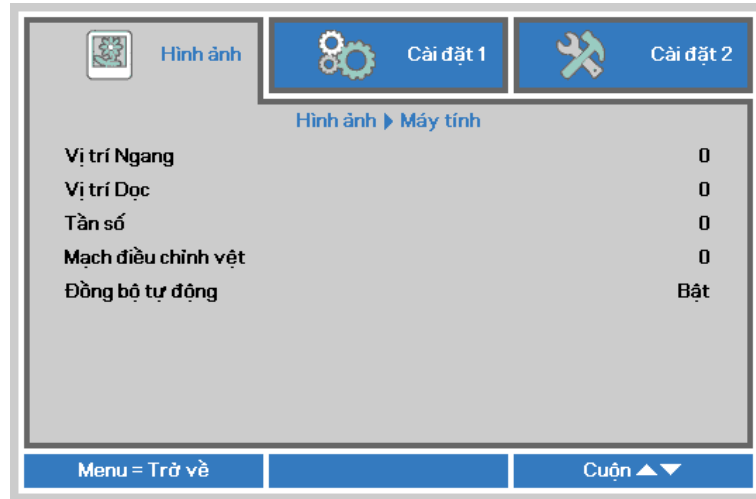 Hình ảnh
Cài đặt 1
Cài đặt 2
Hình ảnh ▶ Máy tính
Vị trí Ngang 0
Vị trí Dọc 0
Tần số 0
Mạch điều chỉnh vệt 0
Đồng bộ tự động Bật
Menu = Trở về
Cuộn ▲▼